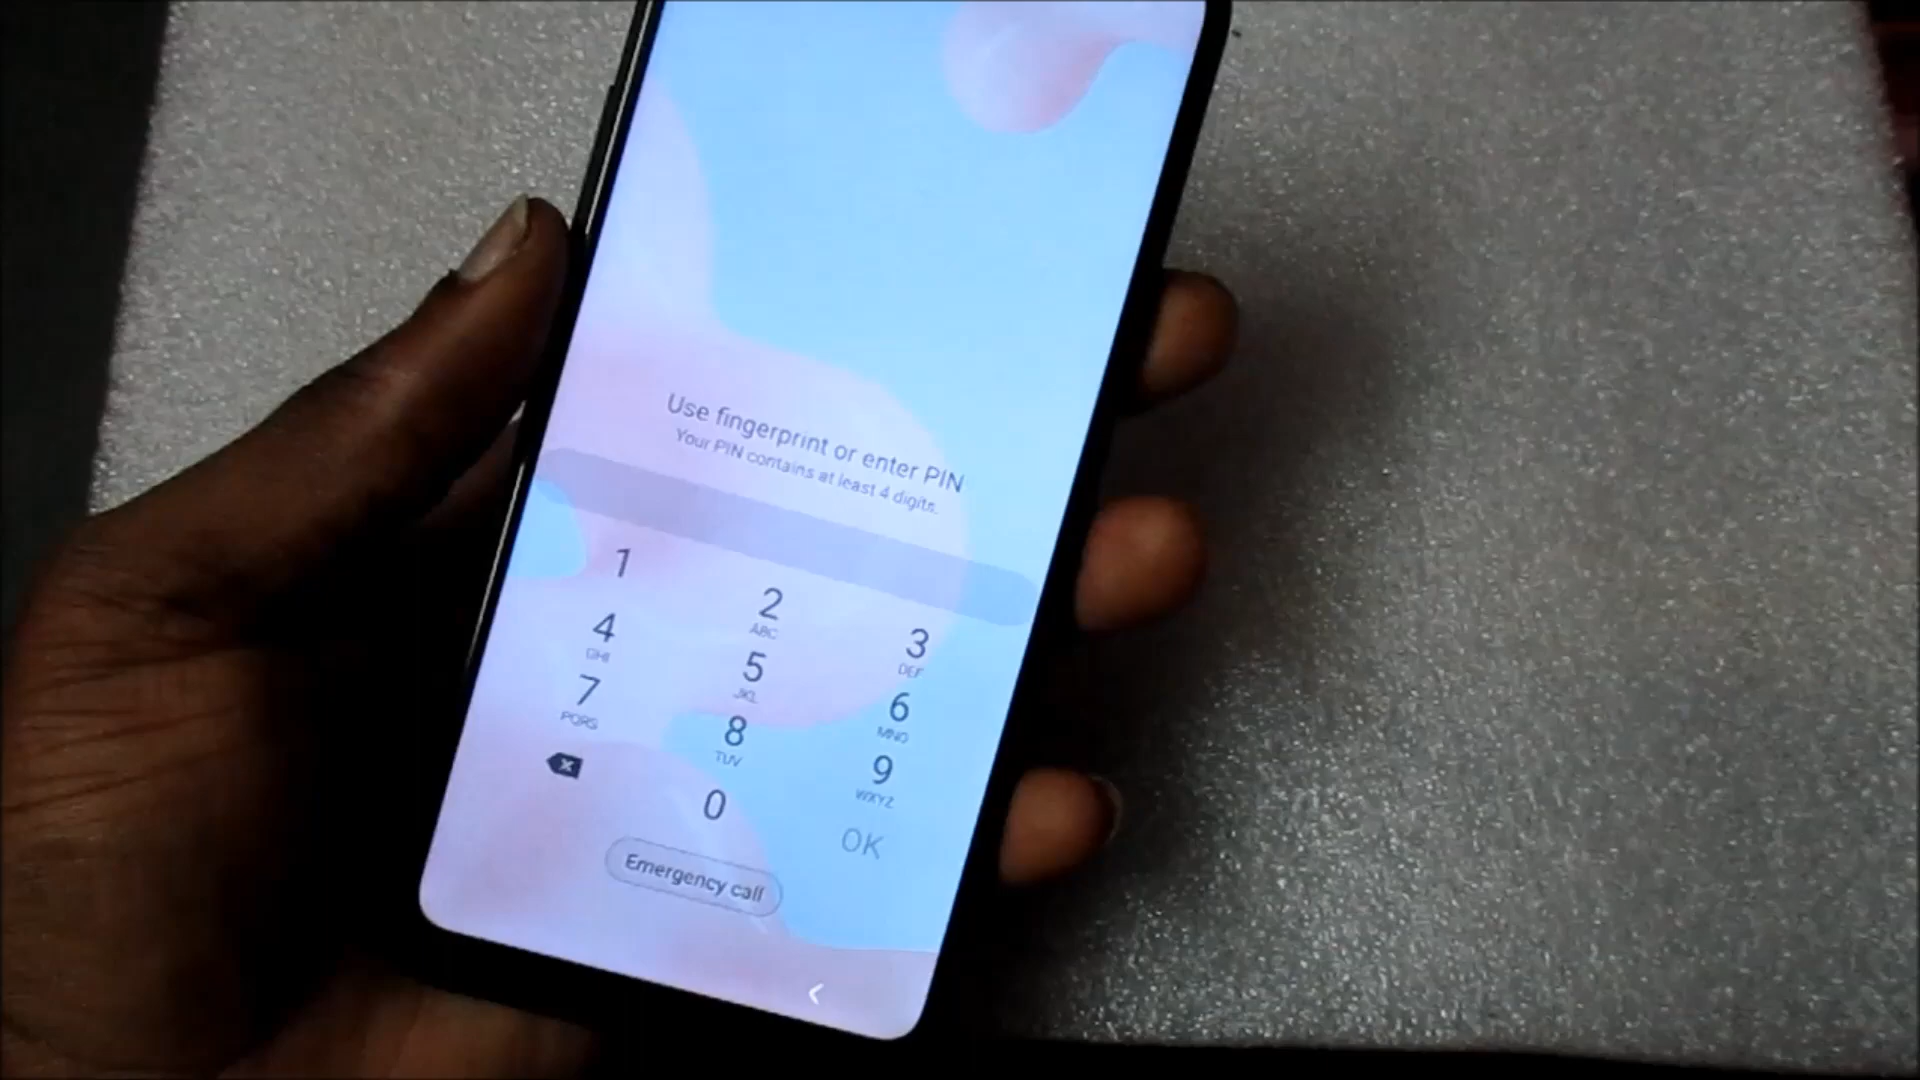 Use fingerprint or enter PIN
Your PIN contains at least 4 digits.
1
2
ABC
3
DEF
4
GHI
5
JKL
6
MNO
7
PQRS
8
TUV
9
WXYZ
0
OK
Emergency call